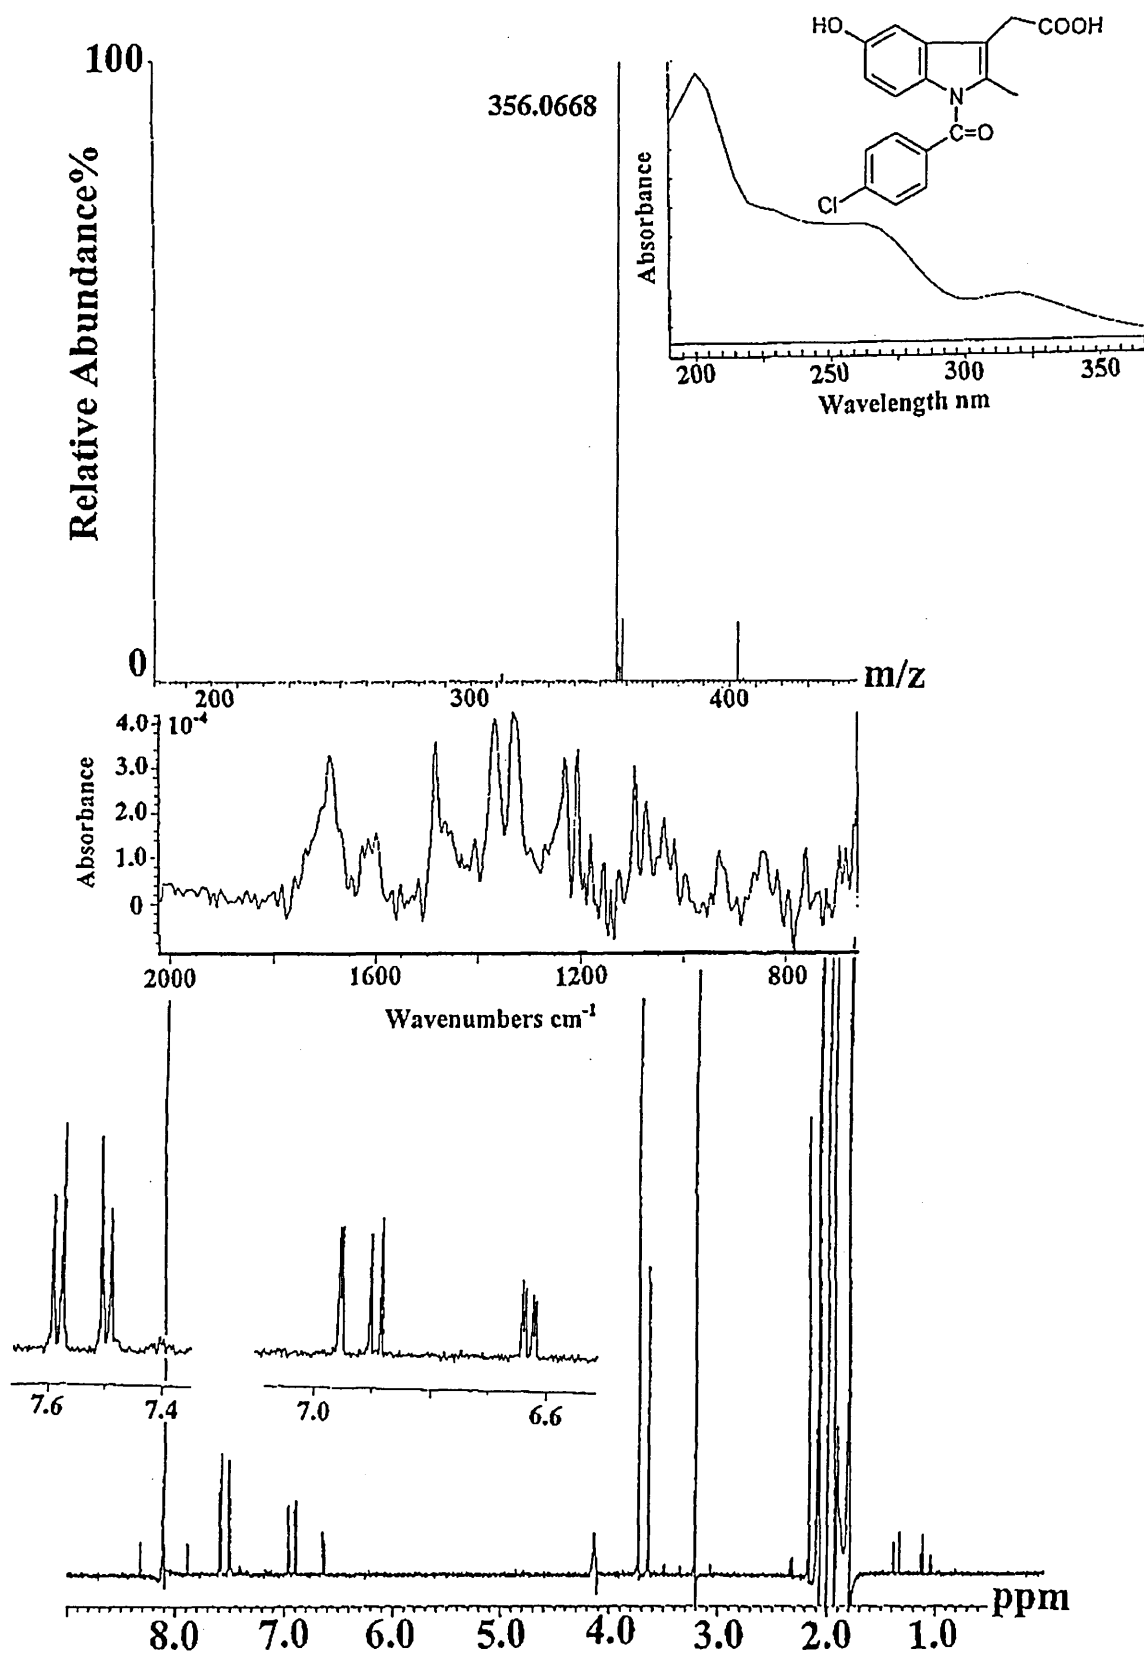 HO
COOH
N
C=O
Cl
100
356.0668
Relative Abundance%
0
200
300
400
m/z
Absorbance
200
250
300
350
Wavelength nm
4.0
10⁻⁴
3.0
2.0
1.0
0
Absorbance
2000
1600
1200
800
Wavenumbers cm⁻¹
7.6
7.4
7.0
6.6
8.0
7.0
6.0
5.0
4.0
3.0
2.0
1.0
ppm